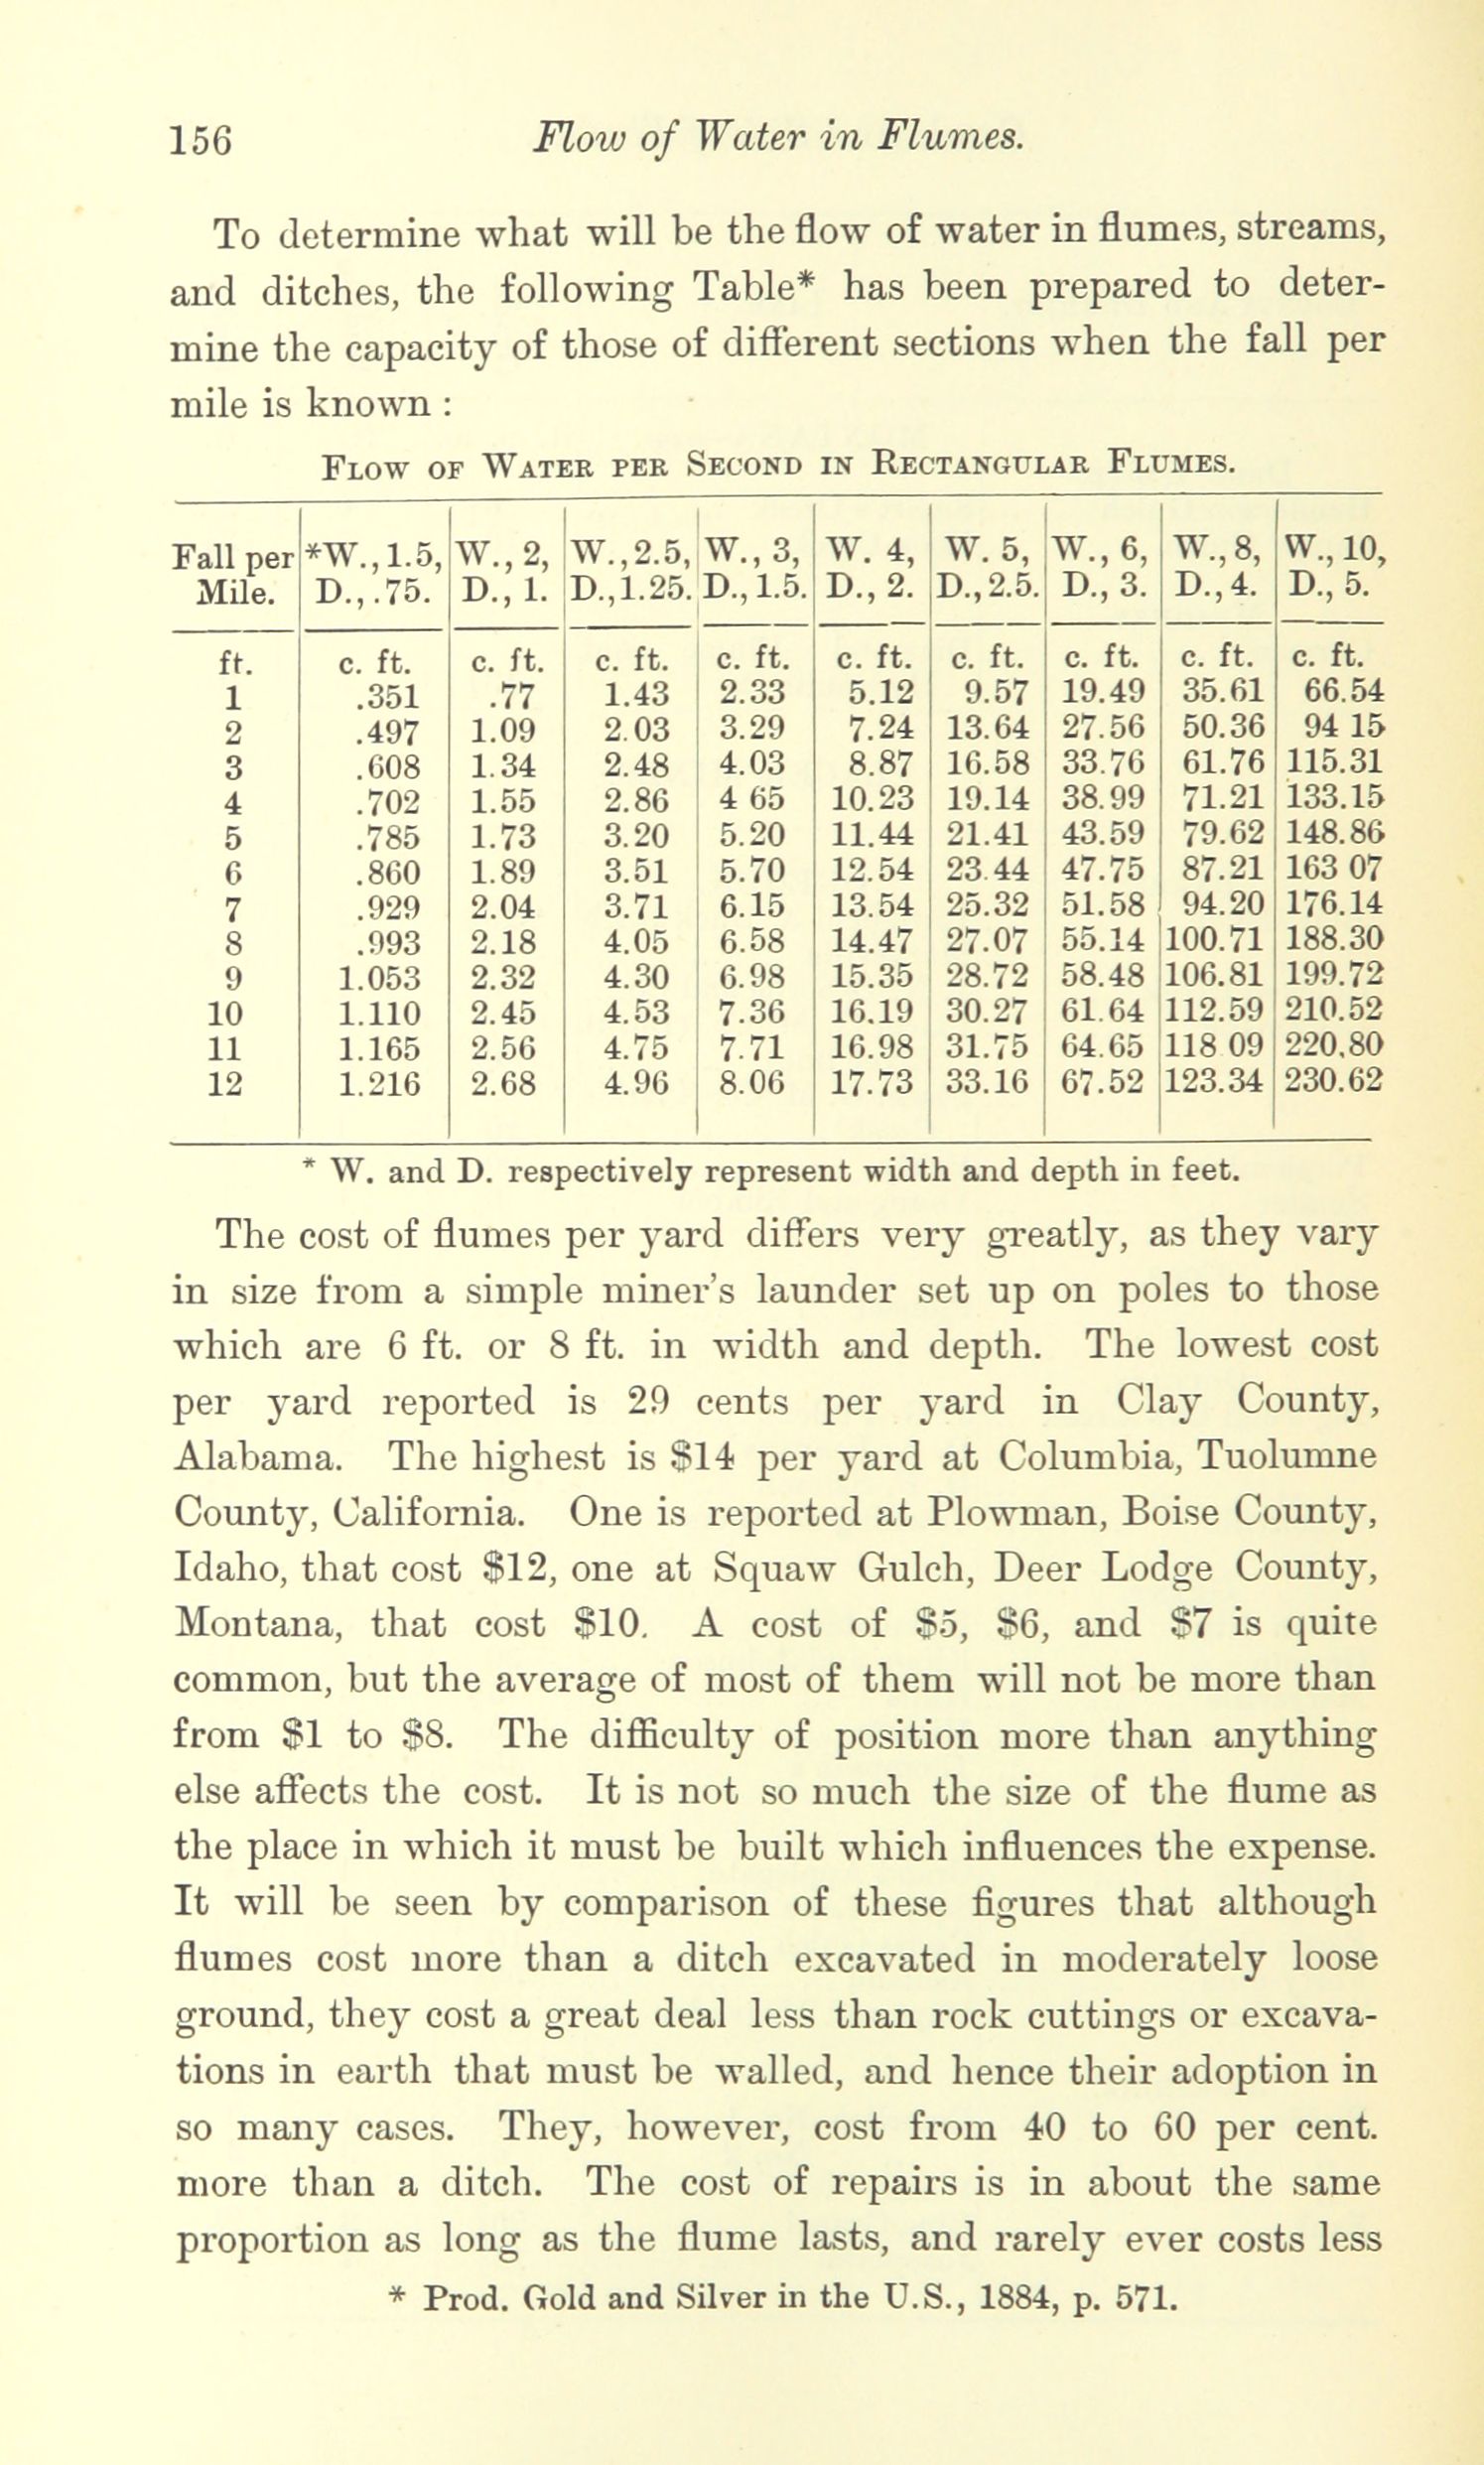 156 Flow of Water in Flumes.
To determine what will be the flow of water in flumes, streams,
and ditches, the following Table* has been prepared to deter-
mine the capacity of those of different sections when the fall per
mile is known :
FLOW OF WATER PER SECOND IN RECTANGULAR FLUMES.
Fall per *W., 1.5, W., 2, W., 2.5, W., 3, W. 4, W. 5, W., 6, W., 8, W., 10,
Mile. D., .75. D., 1. D., 1.25. D., 1.5. D., 2. D., 2.5. D., 3. D., 4. D., 5.
ft. c. ft. c. ft. c. ft. c. ft. c. ft. c. ft. c. ft. c. ft. c. ft.
1 .351 .77 1.43 2.33 5.12 9.57 19.49 35.61 66.54
2 .497 1.09 2.03 3.29 7.24 13.64 27.56 50.36 94 15
3 .608 1.34 2.48 4.03 8.87 16.58 33.76 61.76 115.31
4 .702 1.55 2.86 4 65 10.23 19.14 38.99 71.21 133.15
5 .785 1.73 3.20 5.20 11.44 21.41 43.59 79.62 148.86
6 .860 1.89 3.51 5.70 12.54 23.44 47.75 87.21 163 07
7 .929 2.04 3.71 6.15 13.54 25.32 51.58 94.20 176.14
8 .993 2.18 4.05 6.58 14.47 27.07 55.14 100.71 188.30
9 1.053 2.32 4.30 6.98 15.35 28.72 58.48 106.81 199.72
10 1.110 2.45 4.53 7.36 16.19 30.27 61.64 112.59 210.52
11 1.165 2.56 4.75 7.71 16.98 31.75 64.65 118 09 220.80
12 1.216 2.68 4.96 8.06 17.73 33.16 67.52 123.34 230.62
* W. and D. respectively represent width and depth in feet.
The cost of flumes per yard differs very greatly, as they vary
in size from a simple miner's launder set up on poles to those
which are 6 ft. or 8 ft. in width and depth. The lowest cost
per yard reported is 29 cents per yard in Clay County,
Alabama. The highest is $14 per yard at Columbia, Tuolumne
County, California. One is reported at Plowman, Boise County,
Idaho, that cost $12, one at Squaw Gulch, Deer Lodge County,
Montana, that cost $10. A cost of $5, $6, and $7 is quite
common, but the average of most of them will not be more than
from $1 to $8. The difficulty of position more than anything
else affects the cost. It is not so much the size of the flume as
the place in which it must be built which influences the expense.
It will be seen by comparison of these figures that although
flumes cost more than a ditch excavated in moderately loose
ground, they cost a great deal less than rock cuttings or excava-
tions in earth that must be walled, and hence their adoption in
so many cases. They, however, cost from 40 to 60 per cent.
more than a ditch. The cost of repairs is in about the same
proportion as long as the flume lasts, and rarely ever costs less
* Prod. Gold and Silver in the U.S., 1884, p. 571.